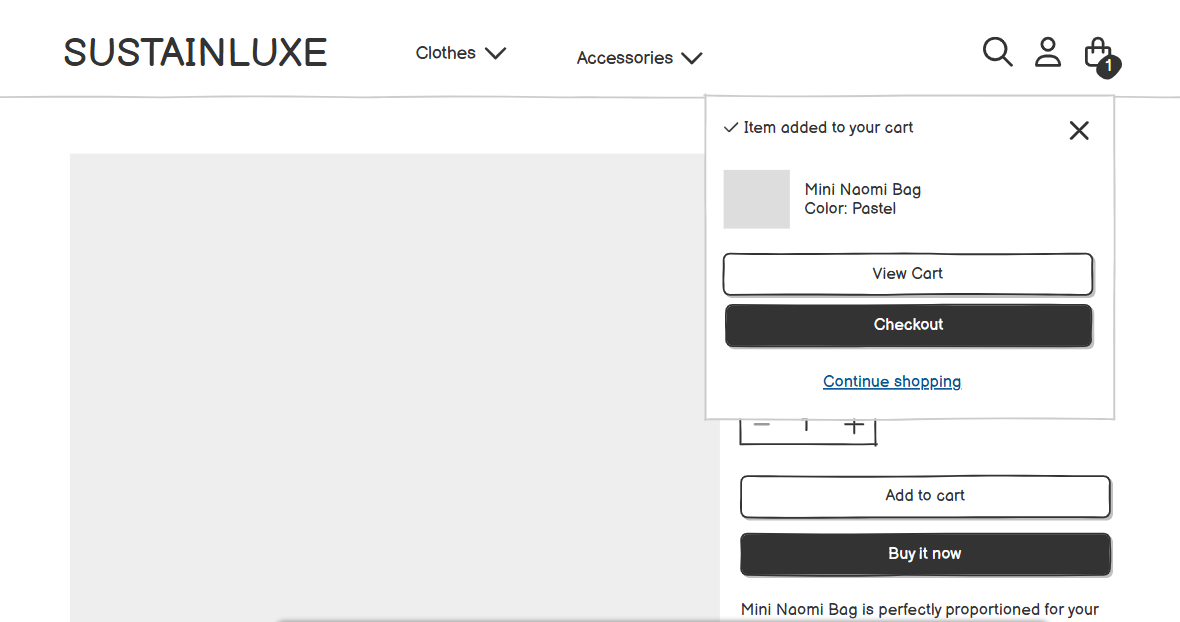 SUSTAINLUXE
Clothes
Accessories
1
Item added to your cart
Mini Naomi Bag
Color: Pastel
View Cart
Checkout
Continue shopping
1
Add to cart
Buy it now
Mini Naomi Bag is perfectly proportioned for your